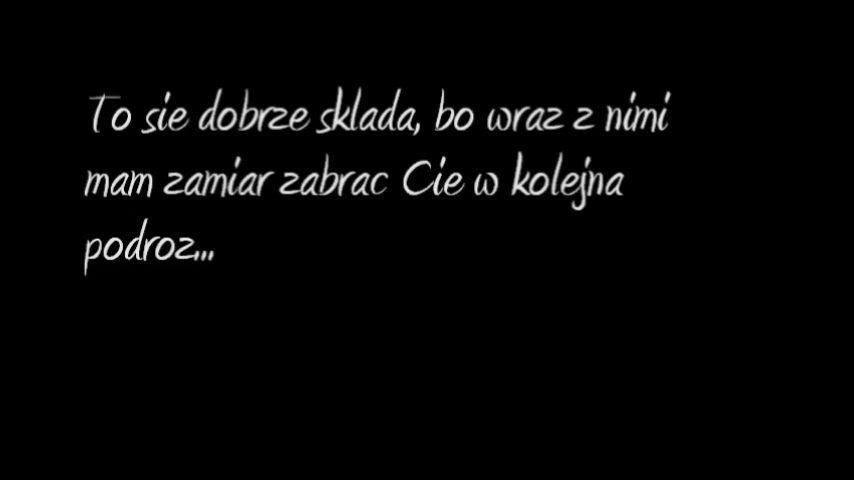 To sie dobrze sklada, bo wraz z nimi
mam zamiar zabrac Cie w kolejna
podroz...